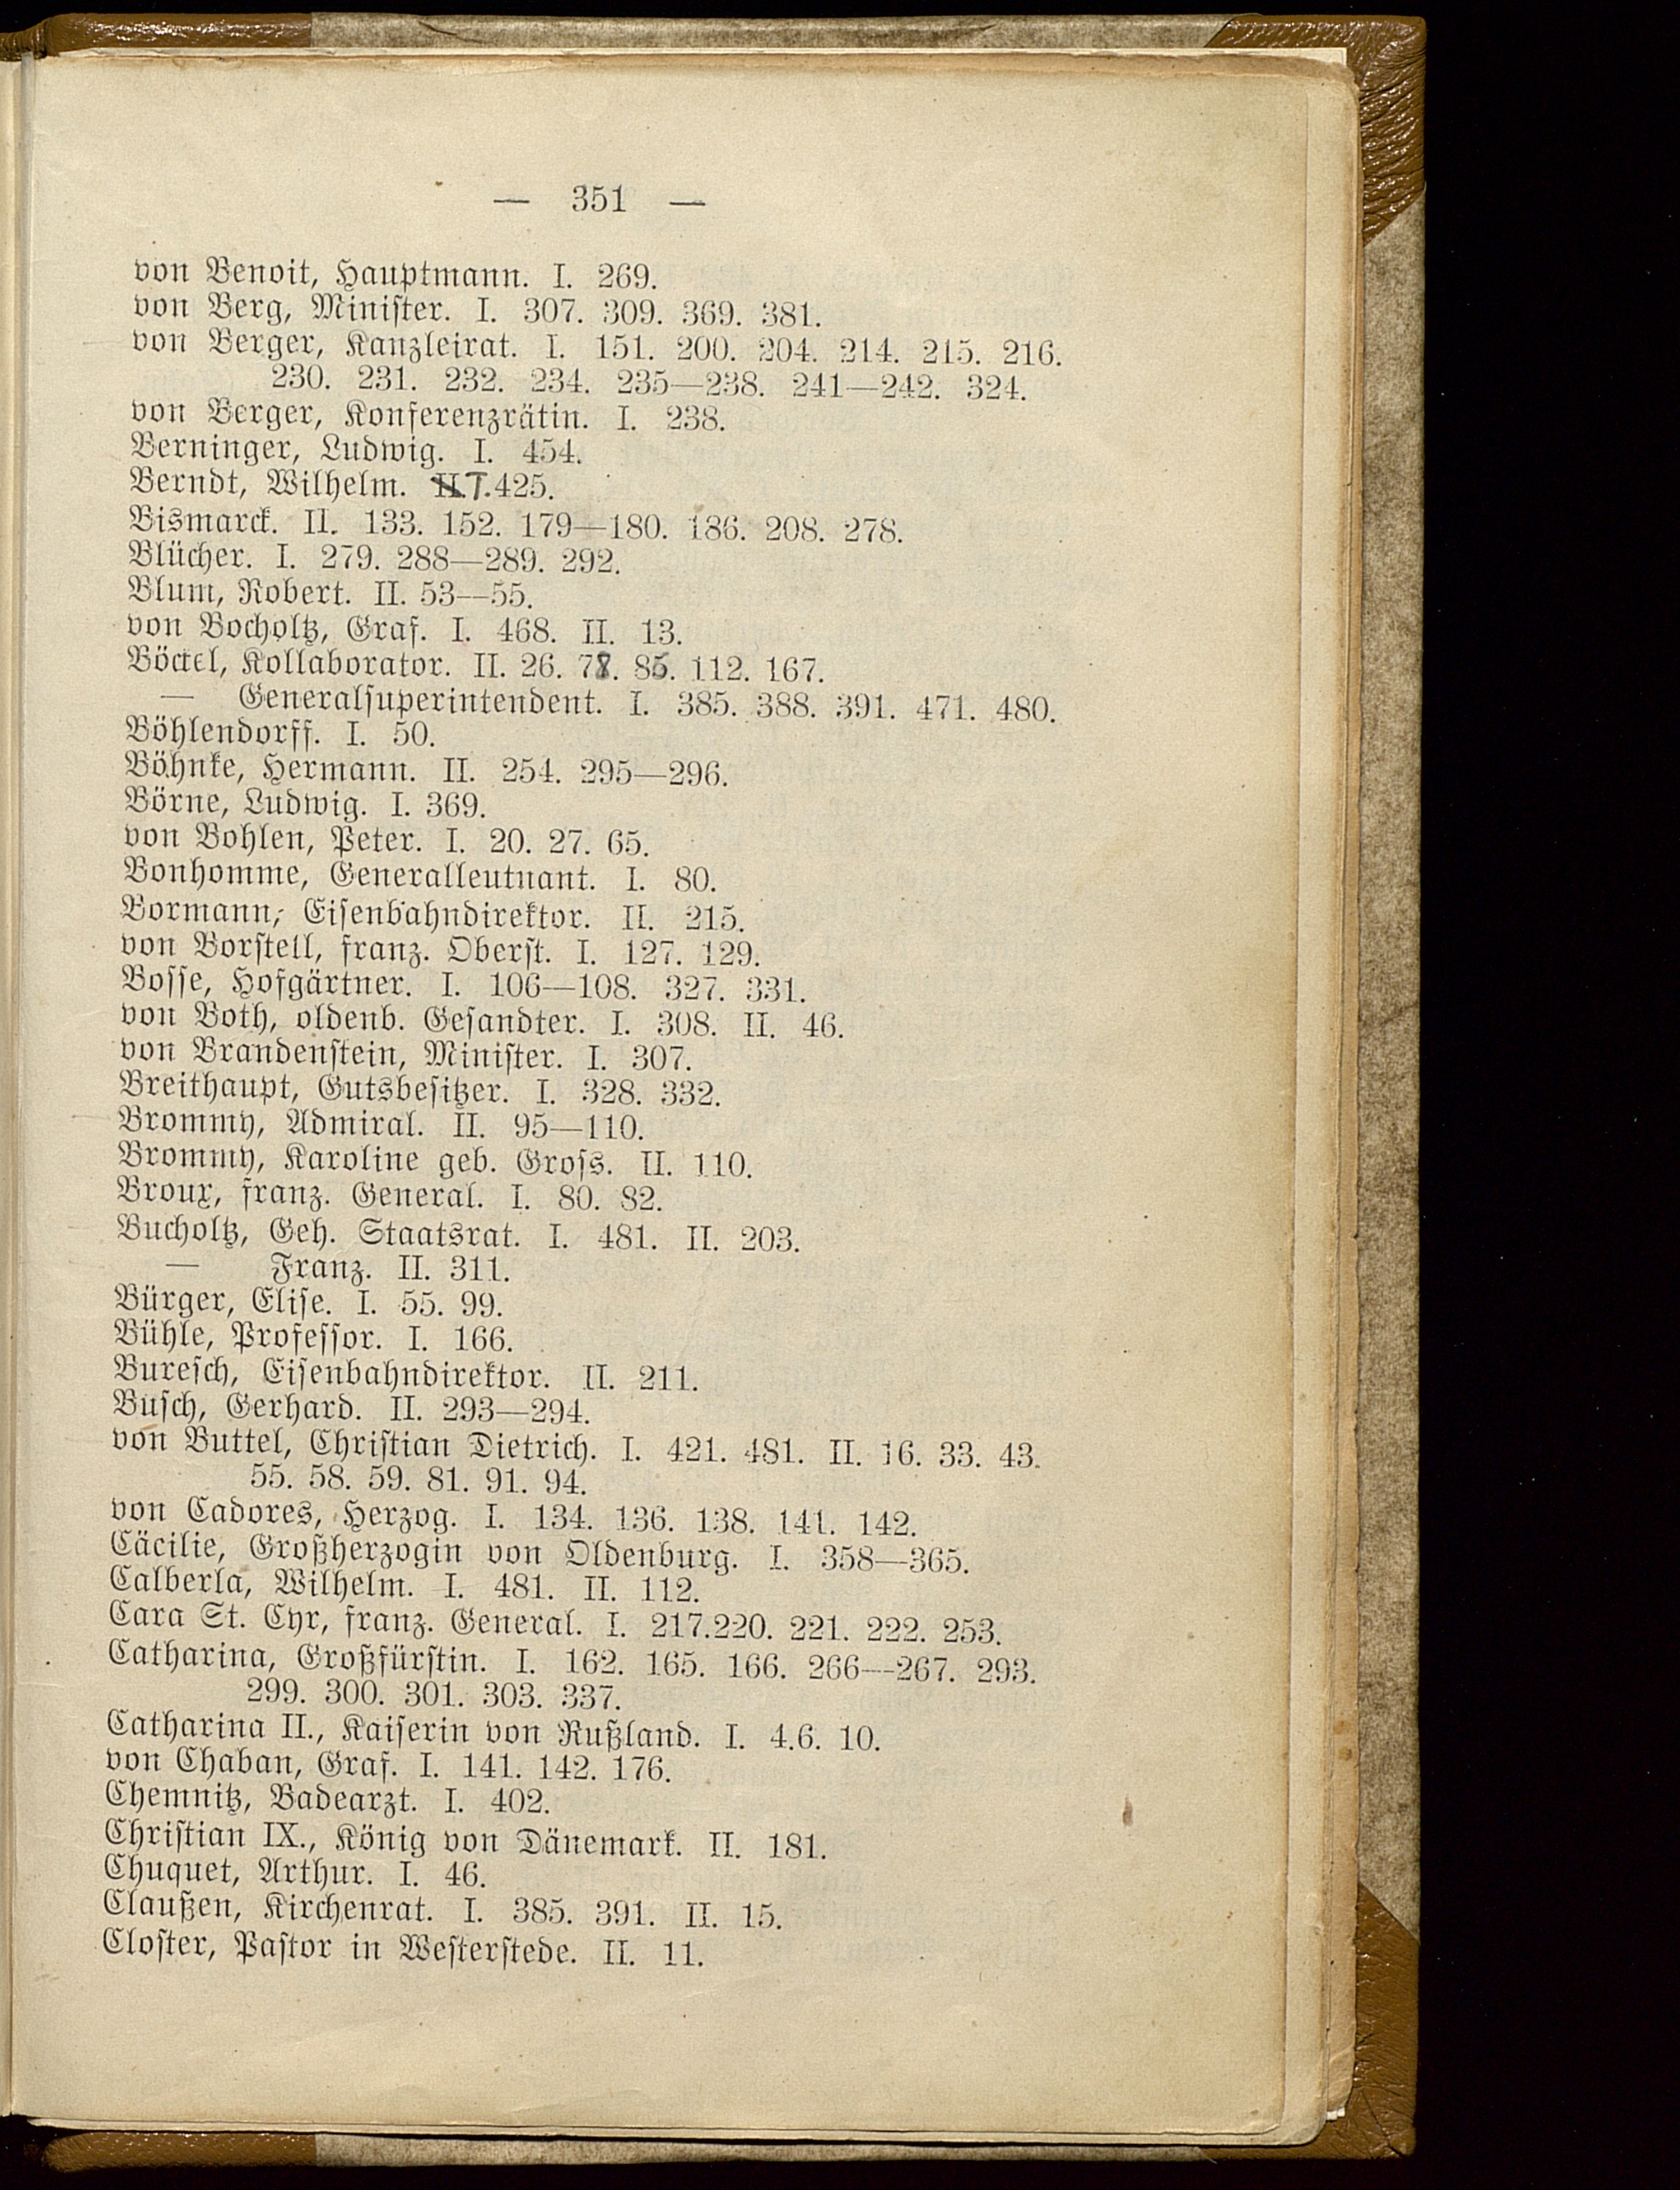 — 351 —
von Benoit, Hauptmann. I. 269.
von Berg, Miniſter. I. 307. 309. 369. 381.
von Berger, Kanzleirat. I. 151. 200. 204. 214. 215. 216.
230. 231. 232. 234. 235—238. 241—242. 324.
von Berger, Konferenzrätin. I. 238.
Berninger, Ludwig. I. 454.
Berndt, Wilhelm. I. 425.
Bismarck. II. 133. 152. 179—180. 186. 208. 278.
Blücher. I. 279. 288—289. 292.
Blum, Robert. II. 53—55.
von Bocholtz, Graf. I. 468. II. 13.
Böckel, Kollaborator. II. 26. 78. 85. 112. 167.
— Generalſuperintendent. I. 385. 388. 391. 471. 480.
Böhlendorff. I. 50.
Böhnke, Hermann. II. 254. 295—296.
Börne, Ludwig. I. 369.
von Bohlen, Peter. I. 20. 27. 65.
Bonhomme, Generalleutnant. I. 80.
Bormann, Eiſenbahndirektor. II. 215.
von Borſtell, franz. Oberſt. I. 127. 129.
Boſſe, Hofgärtner. I. 106—108. 327. 331.
von Both, oldenb. Geſandter. I. 308. II. 46.
von Brandenſtein, Miniſter. I. 307.
Breithaupt, Gutsbeſitzer. I. 328. 332.
Brommy, Admiral. II. 95—110.
Brommy, Karoline geb. Groſs. II. 110.
Broux, franz. General. I. 80. 82.
Bucholtz, Geh. Staatsrat. I. 481. II. 203.
— Franz. II. 311.
Bürger, Eliſe. I. 55. 99.
Bühle, Profeſſor. I. 166.
Bureſch, Eiſenbahndirektor. II. 211.
Buſch, Gerhard. II. 293—294.
von Buttel, Chriſtian Dietrich. I. 421. 481. II. 16. 33. 43.
55. 58. 59. 81. 91. 94.
von Cadores, Herzog. I. 134. 136. 138. 141. 142.
Cäcilie, Großherzogin von Oldenburg. I. 358—365.
Calberla, Wilhelm. I. 481. II. 112.
Cara St. Cyr, franz. General. I. 217.220. 221. 222. 253.
Catharina, Großfürſtin. I. 162. 165. 166. 266—267. 293.
299. 300. 301. 303. 337.
Catharina II., Kaiſerin von Rußland. I. 4.6. 10.
von Chaban, Graf. I. 141. 142. 176.
Chemnitz, Badearzt. I. 402.
Chriſtian IX., König von Dänemark. II. 181.
Chuquet, Arthur. I. 46.
Claußen, Kirchenrat. I. 385. 391. II. 15.
Cloſter, Paſtor in Weſterſtede. II. 11.